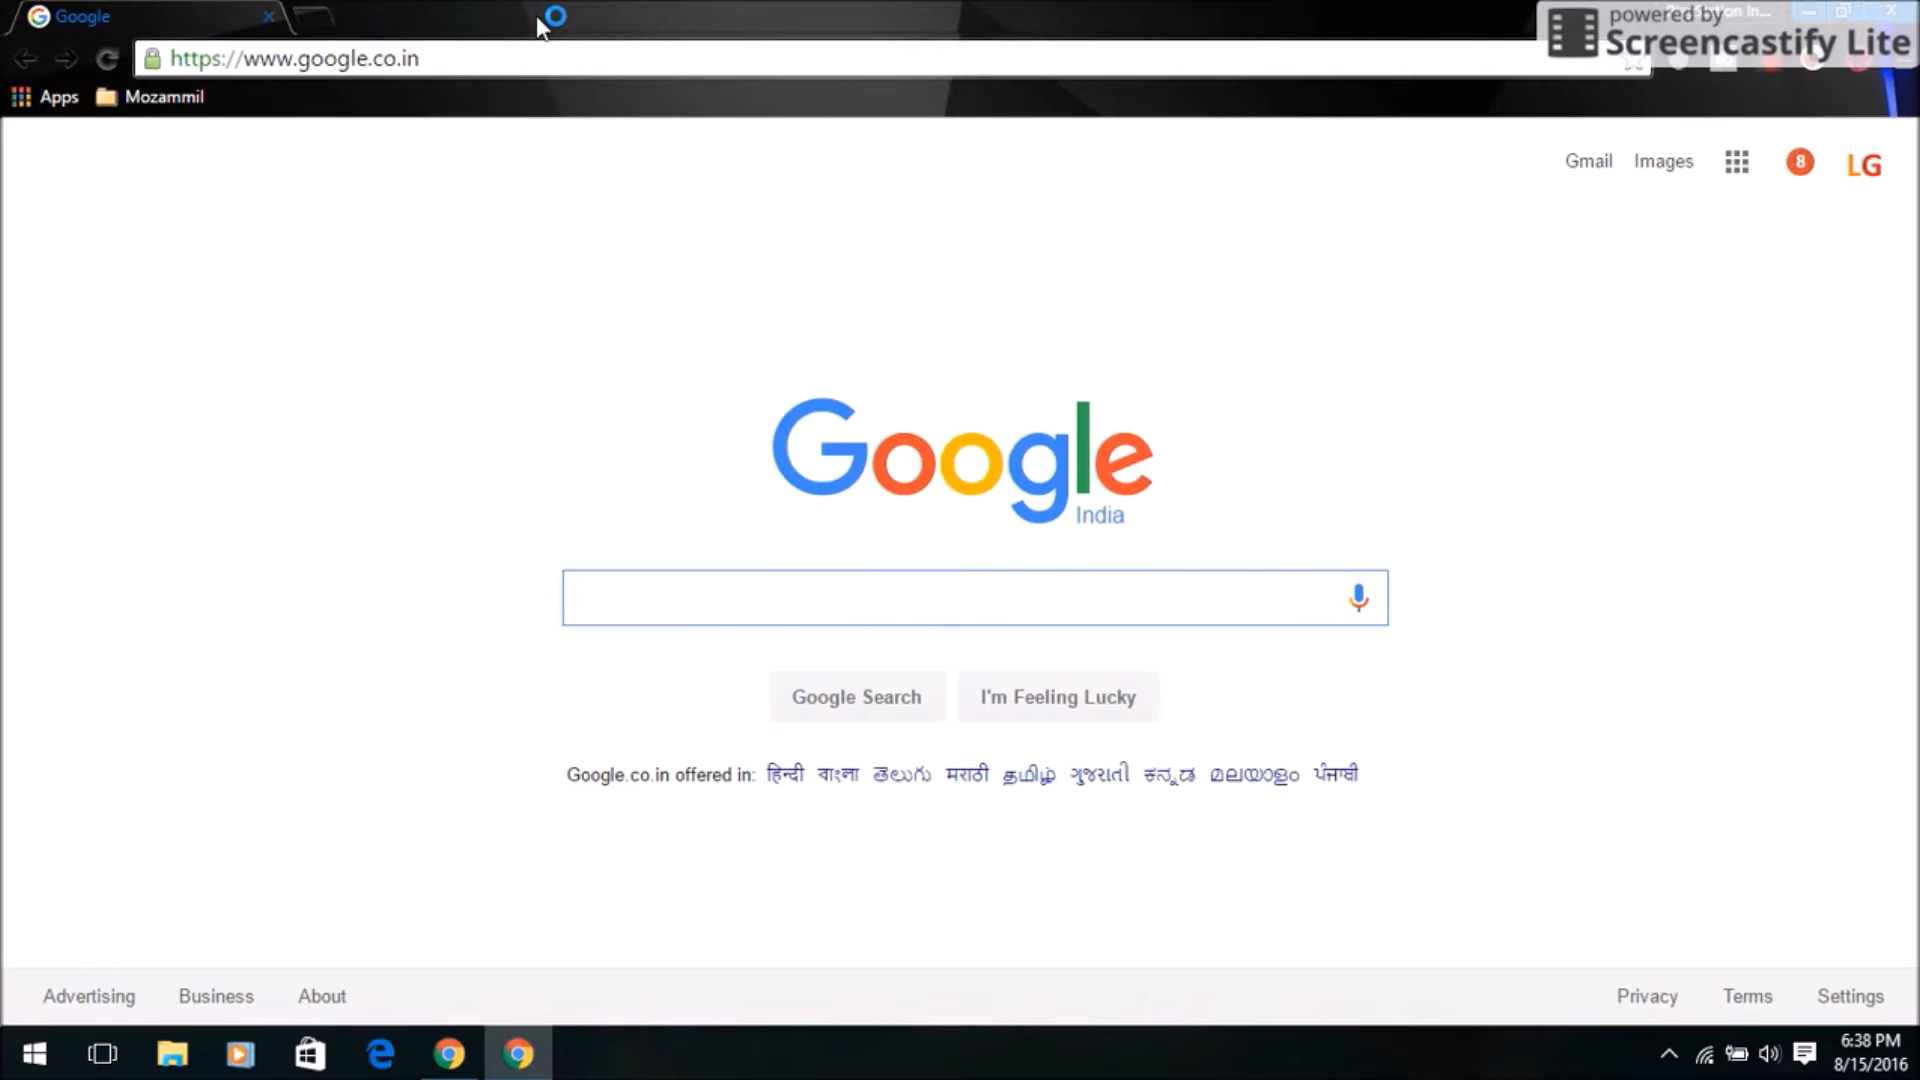 Google
powered by
Screencastify Lite
https://www.google.co.in
Apps Mozammil
Gmail Images 8 LG
Google
India
Google Search I'm Feeling Lucky
Google.co.in offered in: हिन्दी বাংলা తెలుగు मराठी தமிழ் ગુજરાતી ಕನ್ನಡ മലയാളം ਪੰਜਾਬੀ
Advertising Business About Privacy Terms Settings
6:38 PM
8/15/2016